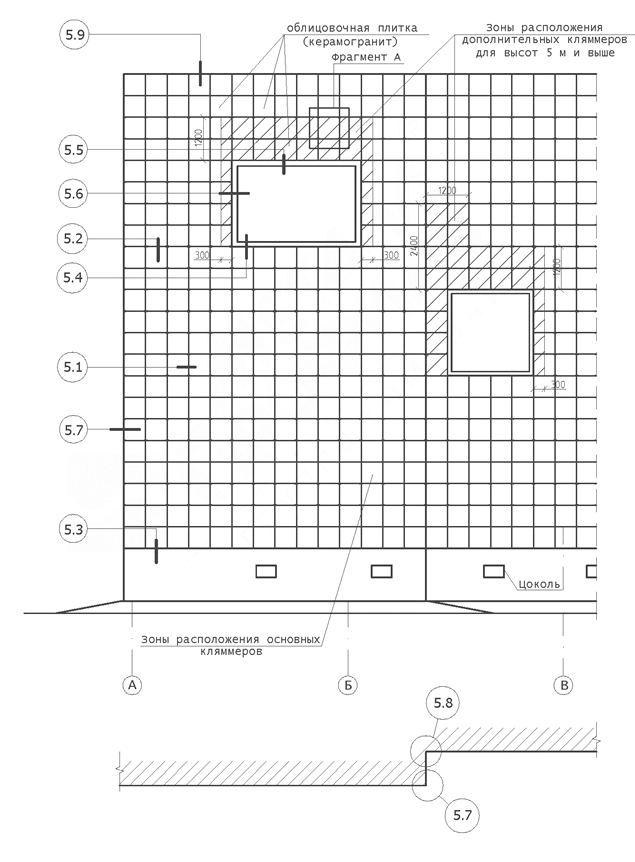 5.9
облицовочная плитка
(керамогранит)
Фрагмент А
Зоны расположения
дополнительных кляммеров
для высот 5 м и выше
1200
5.5
5.6
1200
5.2
2400
300
300
1200
5.4
5.1
300
5.7
5.3
Цоколь
Зоны расположения основных
кляммеров
А
Б
В
5.8
5.7